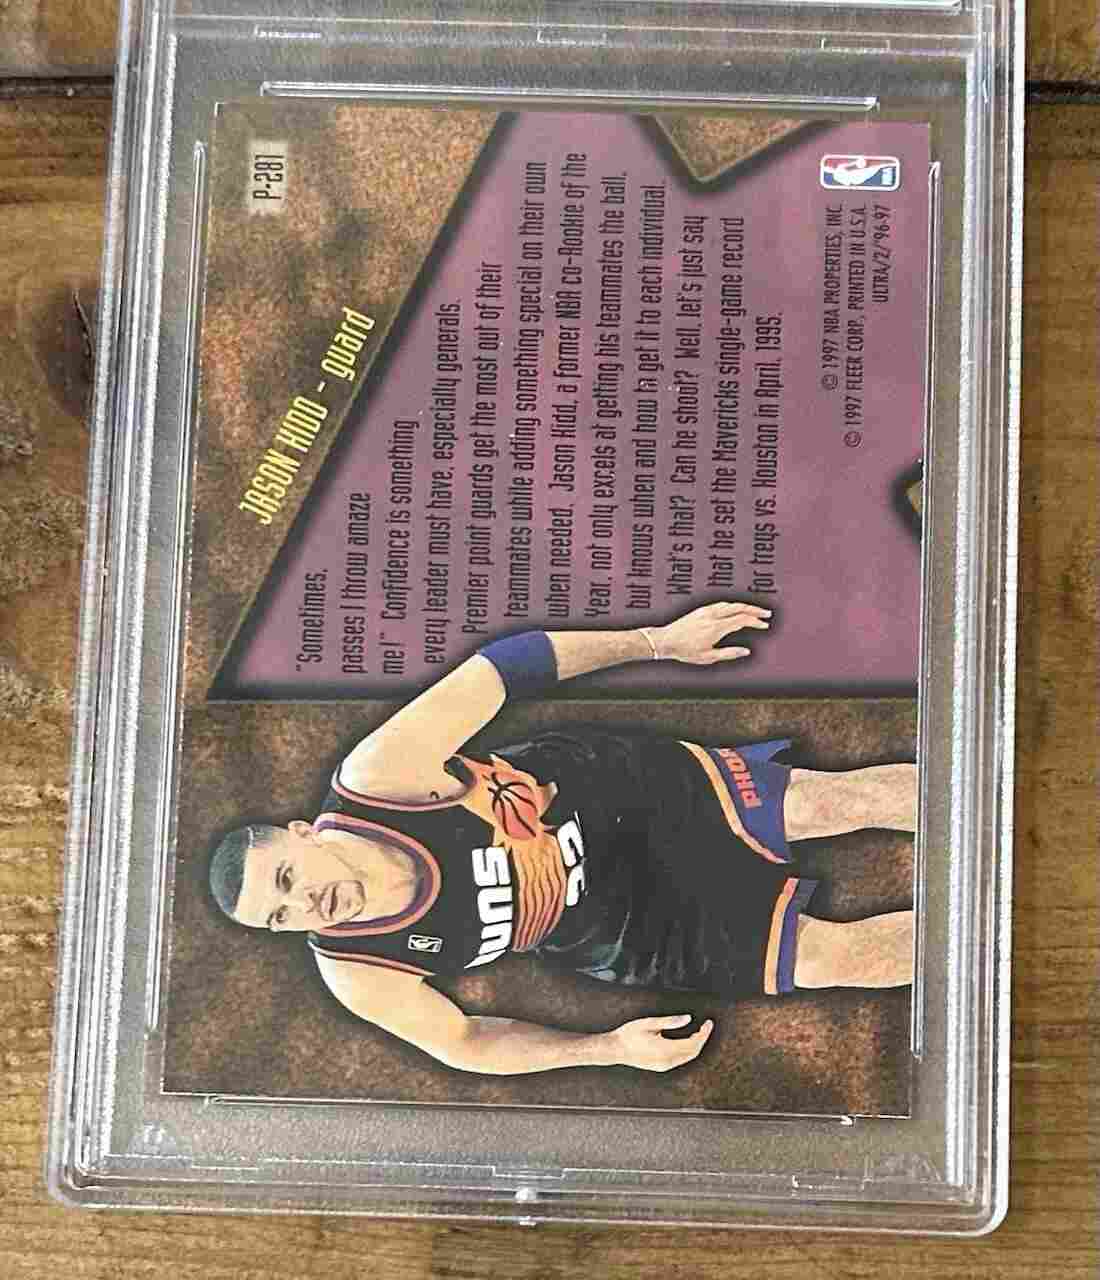 P-281
JASON KIDD - guard
"Sometimes,
passes I throw amaze
me!" Confidence is something
every leader must have, especially generals.
Premier point guards get the most out of their
teammates while adding something special on their own
when needed. Jason Kidd, a former NBA co-Rookie of the
Year, not only excels at getting his teammates the ball,
but knows when and how to get it to each individual.
What's that? Can he shoot? Well, let's just say
that he set the Mavericks single-game record
for treys vs. Houston in April, 1995.
© 1997 NBA PROPERTIES, INC.
© 1997 FLEER CORP. PRINTED IN U.S.A.
ULTRA/2/'96-97
SUNS